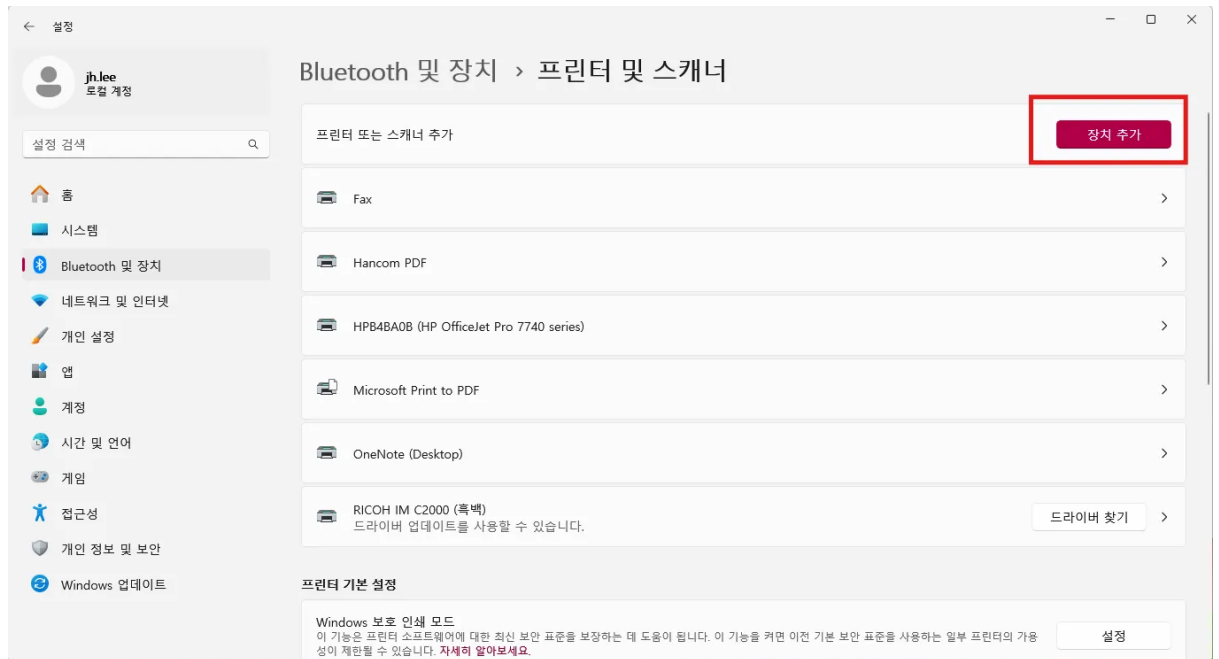 설정
jh.lee
로컬 계정
설정 검색
홈
시스템
Bluetooth 및 장치
네트워크 및 인터넷
개인 설정
앱
계정
시간 및 언어
게임
접근성
개인 정보 및 보안
Windows 업데이트
Bluetooth 및 장치 › 프린터 및 스캐너
프린터 또는 스캐너 추가
장치 추가
Fax
Hancom PDF
HPB4BA0B (HP OfficeJet Pro 7740 series)
Microsoft Print to PDF
OneNote (Desktop)
RICOH IM C2000 (흑백)
드라이버 업데이트를 사용할 수 있습니다.
드라이버 찾기
프린터 기본 설정
Windows 보호 인쇄 모드
이 기능은 프린터 소프트웨어에 대한 최신 보안 표준을 보장하는 데 도움이 됩니다. 이 기능을 켜면 이전 기본 보안 표준을 사용하는 일부 프린터의 가용
성이 제한될 수 있습니다. 자세히 알아보세요.
설정